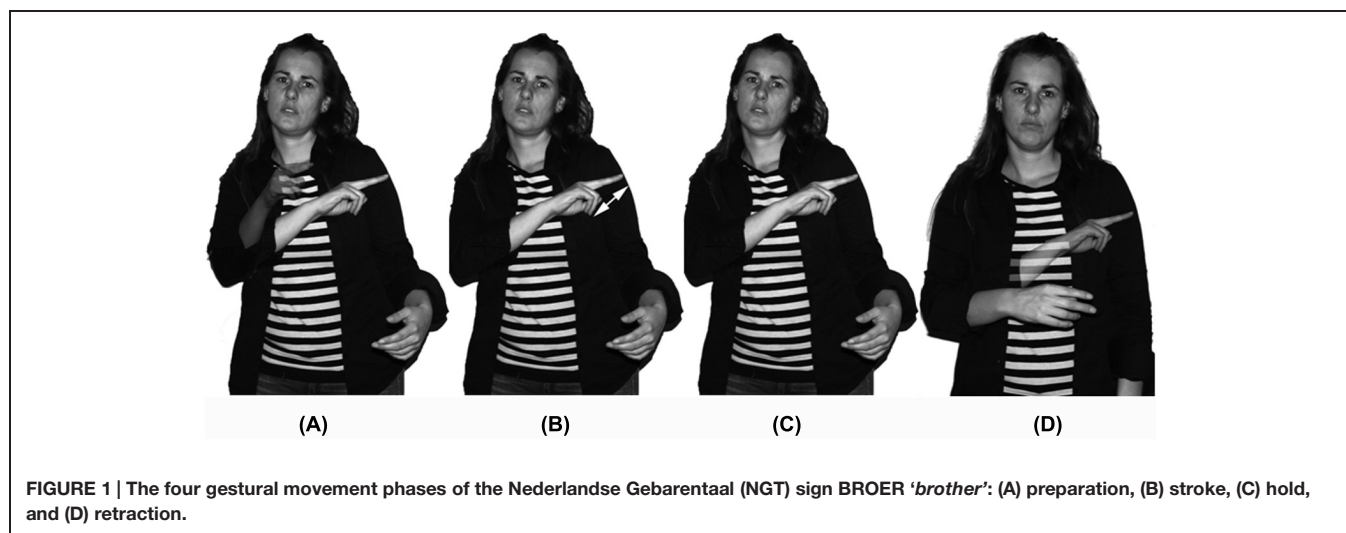 (A) (B) (C) (D)
FIGURE 1 | The four gestural movement phases of the Nederlandse Gebarentaal (NGT) sign BROER ‘brother’: (A) preparation, (B) stroke, (C) hold,
and (D) retraction.